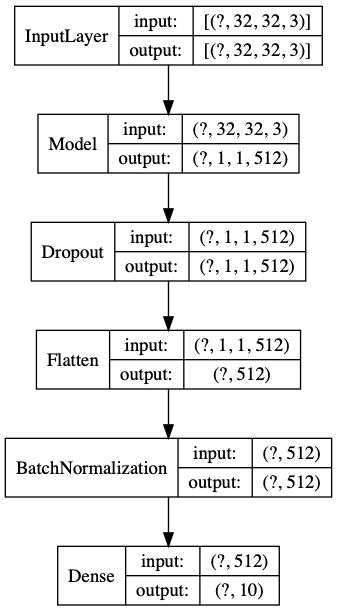 InputLayer
input: [(?, 32, 32, 3)]
output: [(?, 32, 32, 3)]
Model
input: (?, 32, 32, 3)
output: (?, 1, 1, 512)
Dropout
input: (?, 1, 1, 512)
output: (?, 1, 1, 512)
Flatten
input: (?, 1, 1, 512)
output: (?, 512)
BatchNormalization
input: (?, 512)
output: (?, 512)
Dense
input: (?, 512)
output: (?, 10)